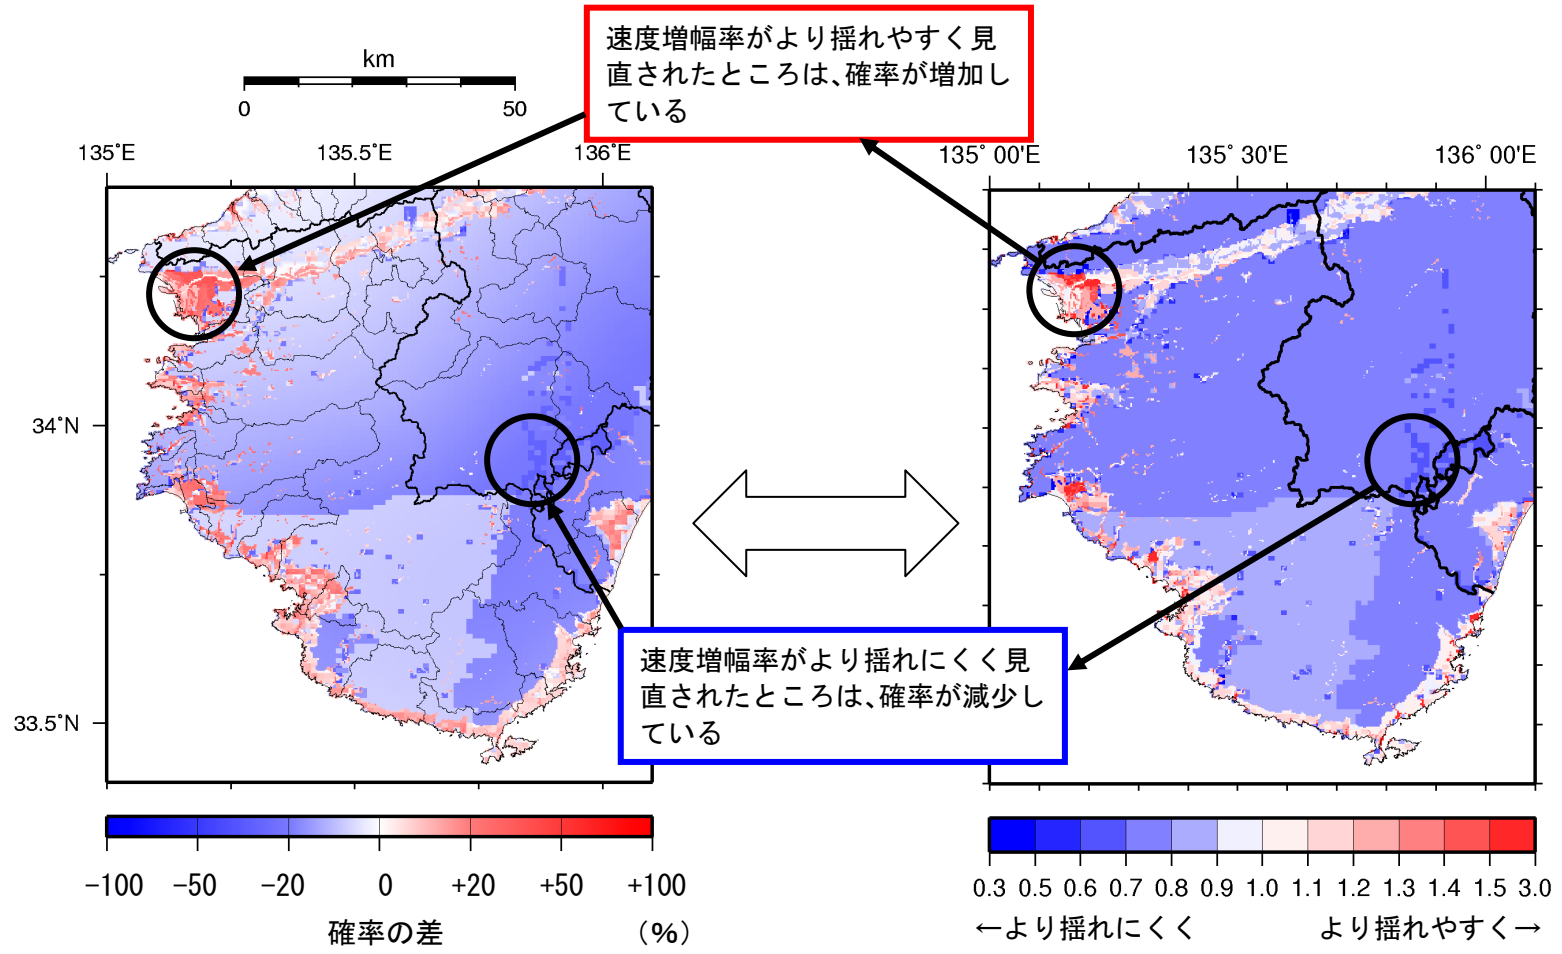 速度増幅率がより揺れやすく見
直されたところは、確率が増加し
ている
km
0 50
135˚E 135.5˚E 136˚E
135˚ 00'E 135˚ 30'E 136˚ 00'E
34˚N
33.5˚N
速度増幅率がより揺れにくく見
直されたところは、確率が減少し
ている
−100 −50 −20 0 +20 +50 +100
確率の差 （%）
0.3 0.5 0.6 0.7 0.8 0.9 1.0 1.1 1.2 1.3 1.4 1.5 3.0
←より揺れにくく より揺れやすく→